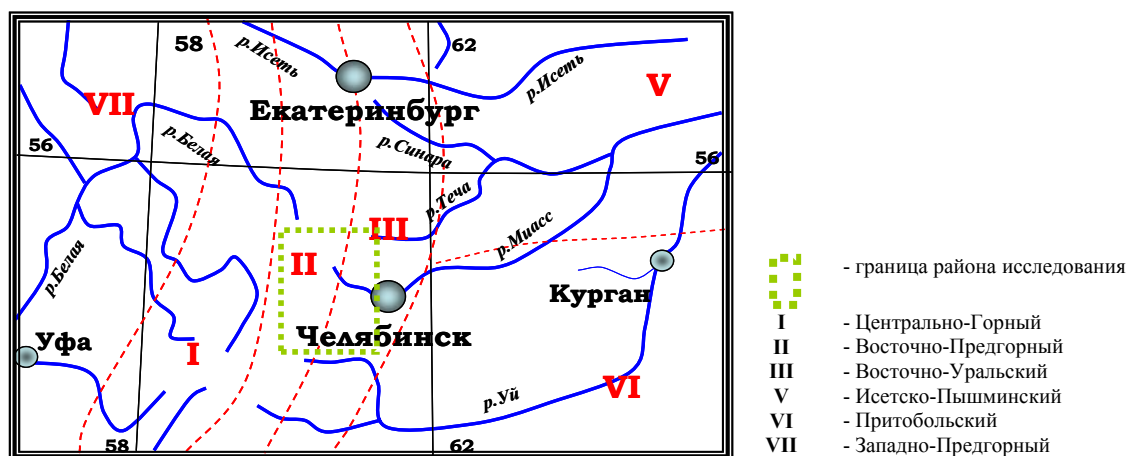 58
62
р.Исеть
р.Исеть
V
VII
Екатеринбург
р.Белая
р.Синара
56
56
р.Теча
III
р.Миасс
II
р.Белая
Курган
Челябинск
Уфа
I
VI
р.Уй
58
62
- граница района исследования
I - Центрально-Горный
II - Восточно-Предгорный
III - Восточно-Уральский
V - Исетско-Пышминский
VI - Притобольский
VII - Западно-Предгорный